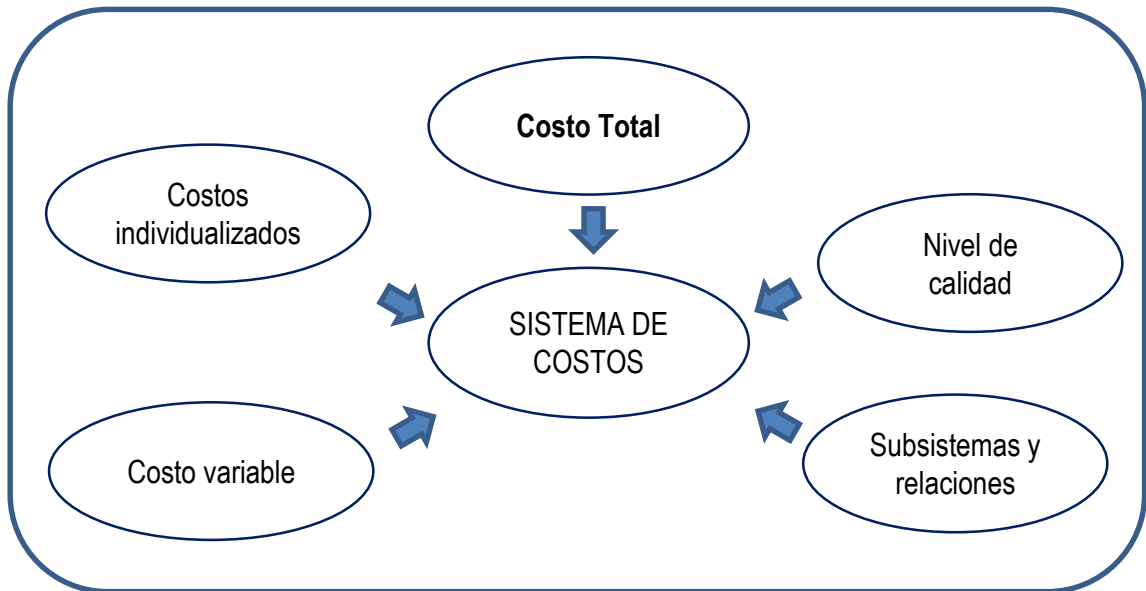 Costo Total
Costos
individualizados
Nivel de
calidad
SISTEMA DE
COSTOS
Costo variable
Subsistemas y
relaciones